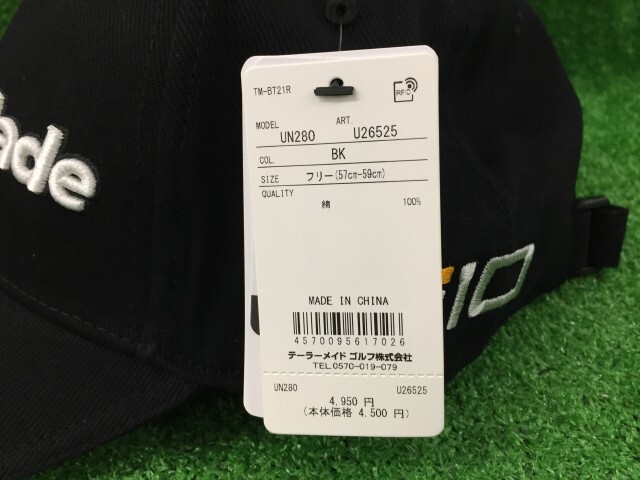 ade
TM-BT21R
RFID
MODEL UN280 ART. U26525
COL. BK
SIZE フリー(57cm-59cm)
QUALITY
綿 100%
10
MADE IN CHINA
4570095617026
テーラーメイド ゴルフ株式会社
TEL.0570-019-079
UN280 U26525
4,950 円
(本体価格 4,500 円)